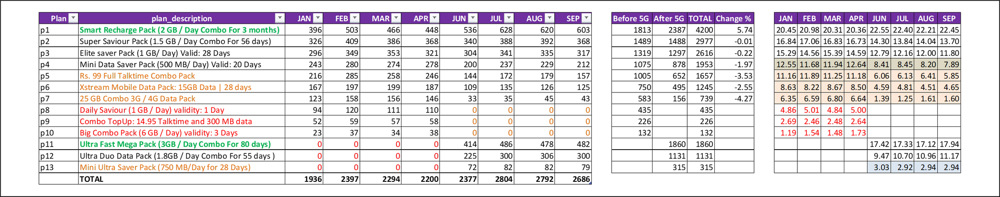 Plan plan_description JAN FEB MAR APR JUN JUL AUG SEP Before 5G After 5G TOTAL Change % JAN FEB MAR APR JUN JUL AUG SEP
p1 Smart Recharge Pack (2 GB / Day Combo For 3 months) 396 503 466 448 536 628 620 603 1813 2387 4200 5.74 20.45 20.98 20.31 20.36 22.55 22.40 22.21 22.45
p2 Super Saviour Pack (1.5 GB / Day Combo For 56 days) 326 409 386 368 340 388 392 368 1489 1488 2977 -0.01 16.84 17.06 16.83 16.73 14.30 13.84 14.04 13.70
p3 Elite saver Pack (1 GB/ Day) Valid: 28 Days 296 349 353 321 304 341 335 317 1319 1297 2616 -0.22 15.29 14.56 15.39 14.59 12.79 12.16 12.00 11.80
p4 Mini Data Saver Pack (500 MB/ Day) Valid: 20 Days 243 280 274 278 200 237 229 212 1075 878 1953 -1.97 12.55 11.68 11.94 12.64 8.41 8.45 8.20 7.89
p5 Rs. 99 Full Talktime Combo Pack 216 285 258 246 144 172 179 157 1005 652 1657 -3.53 11.16 11.89 11.25 11.18 6.06 6.13 6.41 5.85
p6 Xstream Mobile Data Pack: 15GB Data | 28 days 167 197 199 187 109 135 126 125 750 495 1245 -2.55 8.63 8.22 8.67 8.50 4.59 4.81 4.51 4.65
p7 25 GB Combo 3G / 4G Data Pack 123 158 156 146 33 35 45 43 583 156 739 -4.27 6.35 6.59 6.80 6.64 1.39 1.25 1.61 1.60
p8 Daily Saviour (1 GB / Day) validity: 1 Day 94 120 111 110 0 0 0 0 435 435 4.86 5.01 4.84 5.00
p9 Combo TopUp: 14.95 Talktime and 300 MB data 52 59 57 58 0 0 0 0 226 226 2.69 2.46 2.48 2.64
p10 Big Combo Pack (6 GB / Day) validity: 3 Days 23 37 34 38 0 0 0 0 132 132 1.19 1.54 1.48 1.73
p11 Ultra Fast Mega Pack (3GB / Day Combo For 80 days) 0 0 0 0 414 486 478 482 1860 1860 17.42 17.33 17.12 17.94
p12 Ultra Duo Data Pack (1.8GB / Day Combo For 55 days ) 0 0 0 0 225 300 306 300 1131 1131 9.47 10.70 10.96 11.17
p13 Mini Ultra Saver Pack (750 MB/Day for 28 Days) 0 0 0 0 72 82 82 79 315 315 3.03 2.92 2.94 2.94
TOTAL 1936 2397 2294 2200 2377 2804 2792 2686